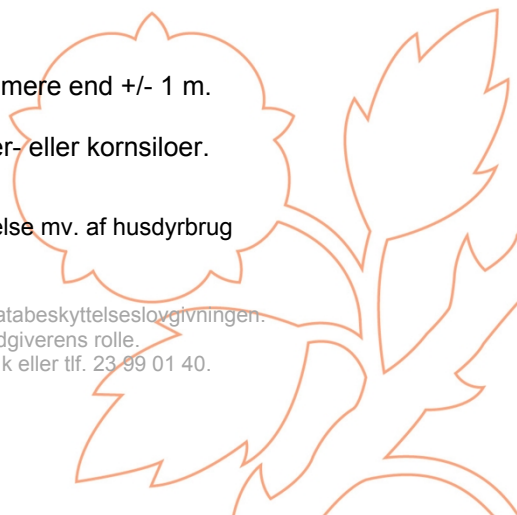 mere end +/- 1 m.
er- eller kornsiloer.
else mv. af husdyrbrug
atabeskyttelseslovgivningen.
dgiverens rolle.
k eller tlf. 23 99 01 40.